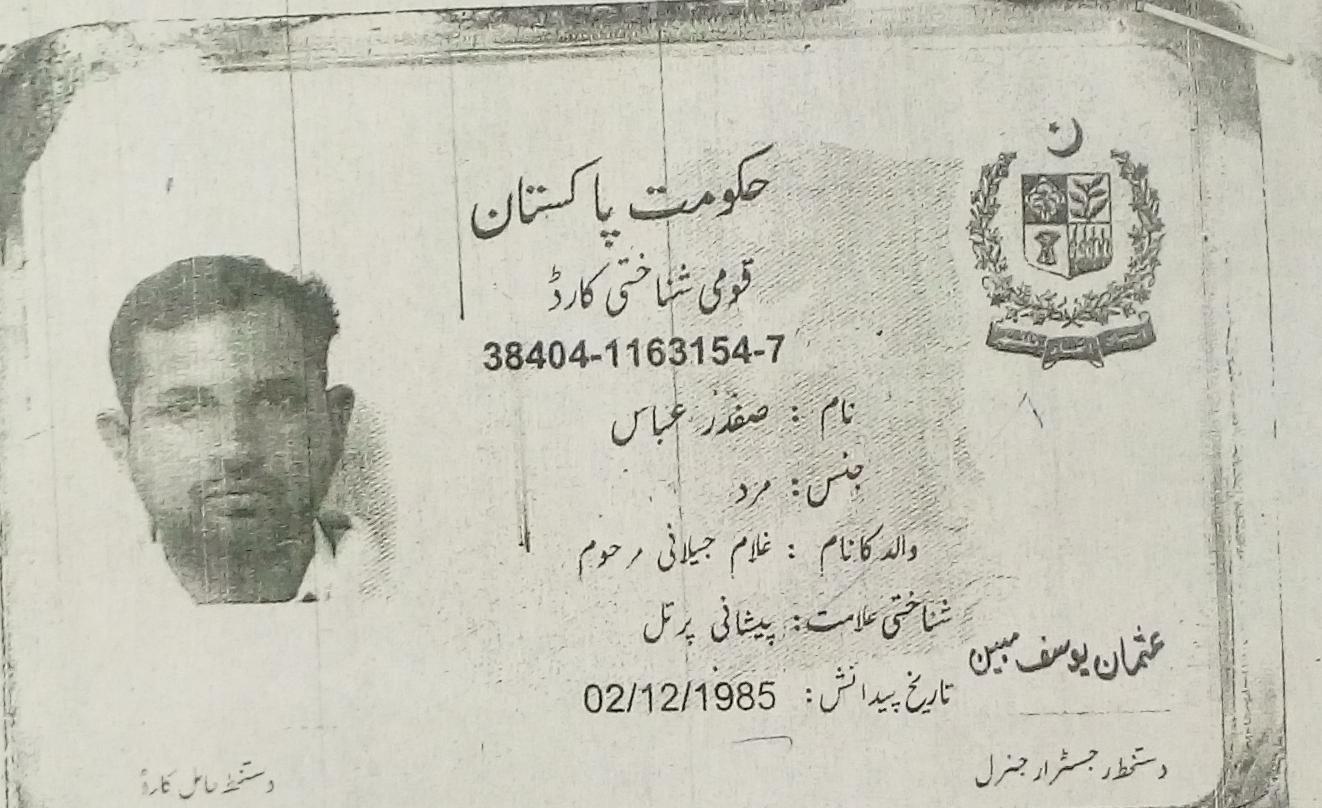 حکومت پاکستان
قومی شناختی کارڈ
38404-1163154-7
نام : صفدر عباس
جنس: مرد
والد کا نام : غلام جیلانی مرحوم
شناختی علامت: پیشانی پر تل
تاریخ پیدائش: 02/12/1985
عثمان یوسف مبین
دستخط رجسٹرار جنرل
دستخط حامل کارڈ